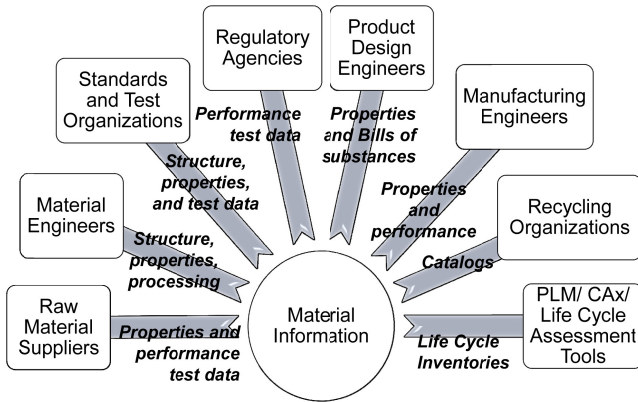 Regulatory
Agencies
Product
Design
Engineers
Standards
and Test
Organizations
Manufacturing
Engineers
Performance
test data
Properties
and Bills of
substances
Structure,
properties,
and test data
Material
Engineers
Properties
and
performance
Recycling
Organizations
Structure,
properties,
processing
Catalogs
Raw
Material
Suppliers
Properties and
performance
test data
Material
Information
Life Cycle
Inventories
PLM/ CAx/
Life Cycle
Assessment
Tools